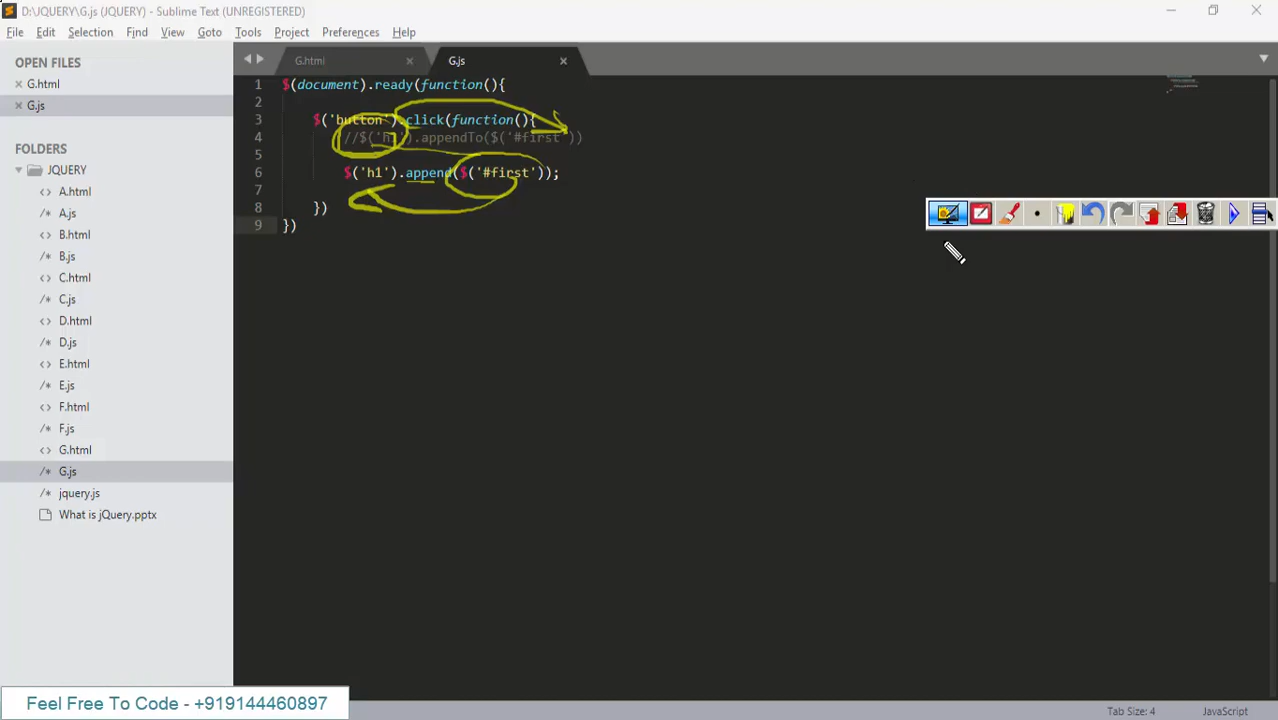 D:\JQUERY\G.js (JQUERY) - Sublime Text (UNREGISTERED)
File Edit Selection Find View Goto Tools Project Preferences Help
OPEN FILES
G.html
G.js
FOLDERS
JQUERY
A.html
A.js
B.html
B.js
C.html
C.js
D.html
D.js
E.html
E.js
F.html
F.js
G.html
G.js
jquery.js
What is jQuery.pptx
G.html G.js
1 $(document).ready(function(){
2
3 $('button').click(function(){
4 //$('h1').appendTo($('#first'))
5
6 $('h1').append($('#first'));
7
8 })
9 })
Feel Free To Code - +919144460897
Tab Size: 4 JavaScript